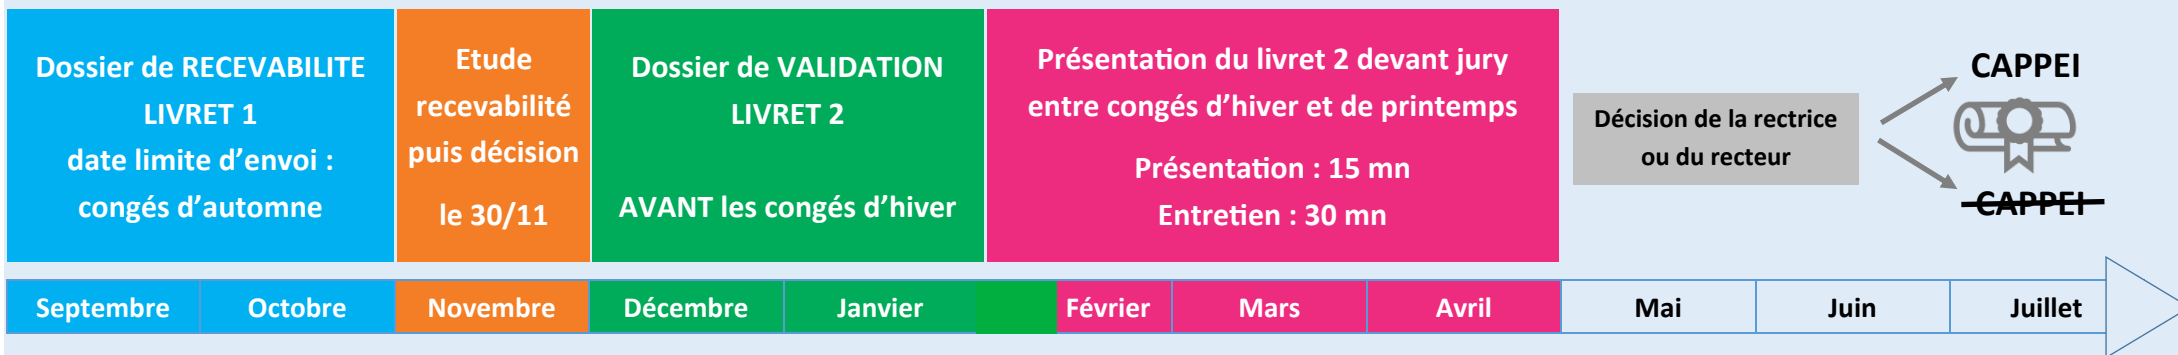 Dossier de RECEVABILITE
LIVRET 1
date limite d’envoi :
congés d’automne
Etude
recevabilité
puis décision
le 30/11
Dossier de VALIDATION
LIVRET 2
AVANT les congés d’hiver
Présentation du livret 2 devant jury
entre congés d’hiver et de printemps
Présentation : 15 mn
Entretien : 30 mn
Décision de la rectrice
ou du recteur
CAPPEI
CAPPEI
Septembre
Octobre
Novembre
Décembre
Janvier
Février
Mars
Avril
Mai
Juin
Juillet